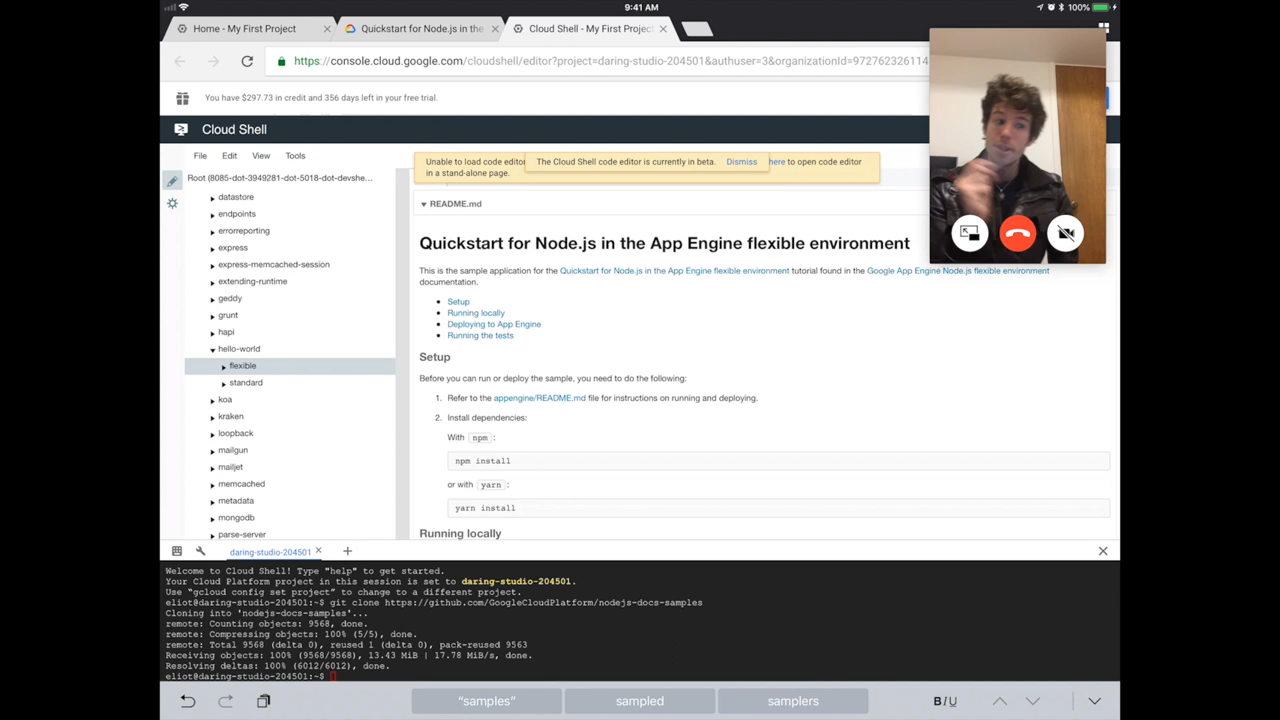 9:41 AM
100%
Home - My First Project
Quickstart for Node.js in the
Cloud Shell - My First Project
https://console.cloud.google.com/cloudshell/editor?project=daring-studio-204501&authuser=3&organizationId=972762326114
You have $297.73 in credit and 356 days left in your free trial.
Cloud Shell
File Edit View Tools
Unable to load code editor
The Cloud Shell code editor is currently in beta. Dismiss
here to open code editor
in a stand-alone page.
Root (8085-dot-3949281-dot-5018-dot-devshe...
datastore
endpoints
errorreporting
express
express-memcached-session
extending-runtime
geddy
grunt
hapi
hello-world
flexible
standard
koa
kraken
loopback
mailgun
mailjet
memcached
metadata
mongodb
parse-server
README.md
Quickstart for Node.js in the App Engine flexible environment
This is the sample application for the Quickstart for Node.js in the App Engine flexible environment tutorial found in the Google App Engine Node.js flexible environment
documentation.
Setup
Running locally
Deploying to App Engine
Running the tests
Setup
Before you can run or deploy the sample, you need to do the following:
1. Refer to the appengine/README.md file for instructions on running and deploying.
2. Install dependencies:
With npm :
npm install
or with yarn :
yarn install
Running locally
daring-studio-204501
Welcome to Cloud Shell! Type "help" to get started.
Your Cloud Platform project in this session is set to daring-studio-204501.
Use "gcloud config set project" to change to a different project.
eliot@daring-studio-204501:~$ git clone https://github.com/GoogleCloudPlatform/nodejs-docs-samples
Cloning into 'nodejs-docs-samples'...
remote: Counting objects: 9568, done.
remote: Compressing objects: 100% (5/5), done.
remote: Total 9568 (delta 0), reused 1 (delta 0), pack-reused 9563
Receiving objects: 100% (9568/9568), 13.43 MiB | 17.78 MiB/s, done.
Resolving deltas: 100% (6012/6012), done.
eliot@daring-studio-204501:~$
"samples" sampled samplers
BIU